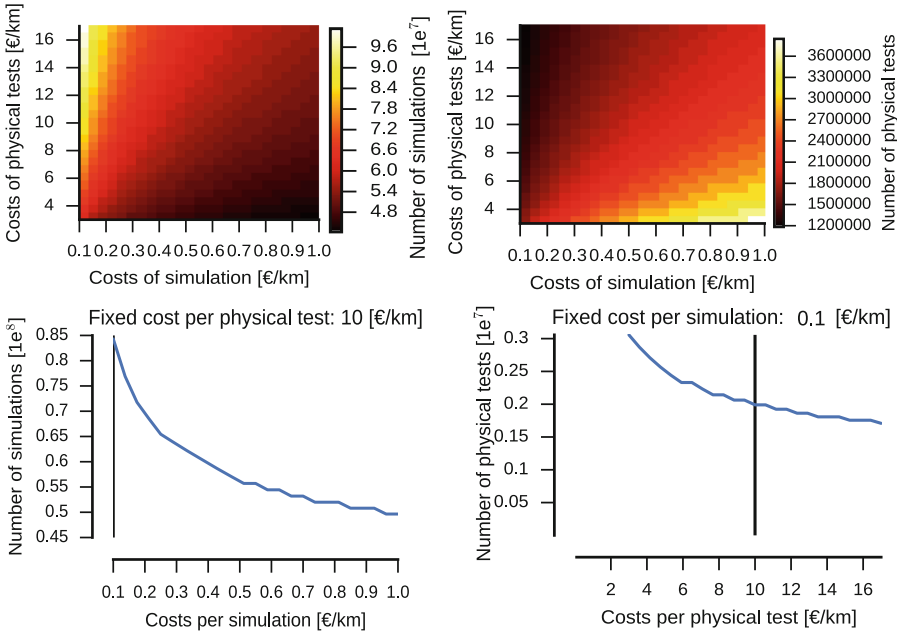 16
14
12
10
8
6
4
Costs of physical tests [€/km]
0.1 0.2 0.3 0.4 0.5 0.6 0.7 0.8 0.9 1.0
Costs of simulation [€/km]
9.6
9.0
8.4
7.8
7.2
6.6
6.0
5.4
4.8
Number of simulations [1e⁷]
16
14
12
10
8
6
4
Costs of physical tests [€/km]
0.1 0.2 0.3 0.4 0.5 0.6 0.7 0.8 0.9 1.0
Costs of simulation [€/km]
3600000
3300000
3000000
2700000
2400000
2100000
1800000
1500000
1200000
Number of physical tests
Fixed cost per physical test: 10 [€/km]
0.85
0.8
0.75
0.7
0.65
0.6
0.55
0.5
0.45
Number of simulations [1e⁸]
0.1 0.2 0.3 0.4 0.5 0.6 0.7 0.8 0.9 1.0
Costs per simulation [€/km]
Fixed cost per simulation: 0.1 [€/km]
0.3
0.25
0.2
0.15
0.1
0.05
Number of physical tests [1e⁷]
2 4 6 8 10 12 14 16
Costs per physical test [€/km]